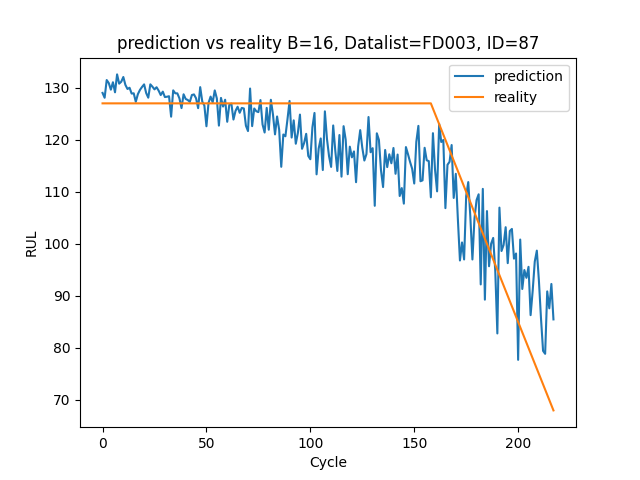 prediction vs reality B=16, Datalist=FD003, ID=87
prediction
reality
RUL
130
120
110
100
90
80
70
0 50 100 150 200
Cycle